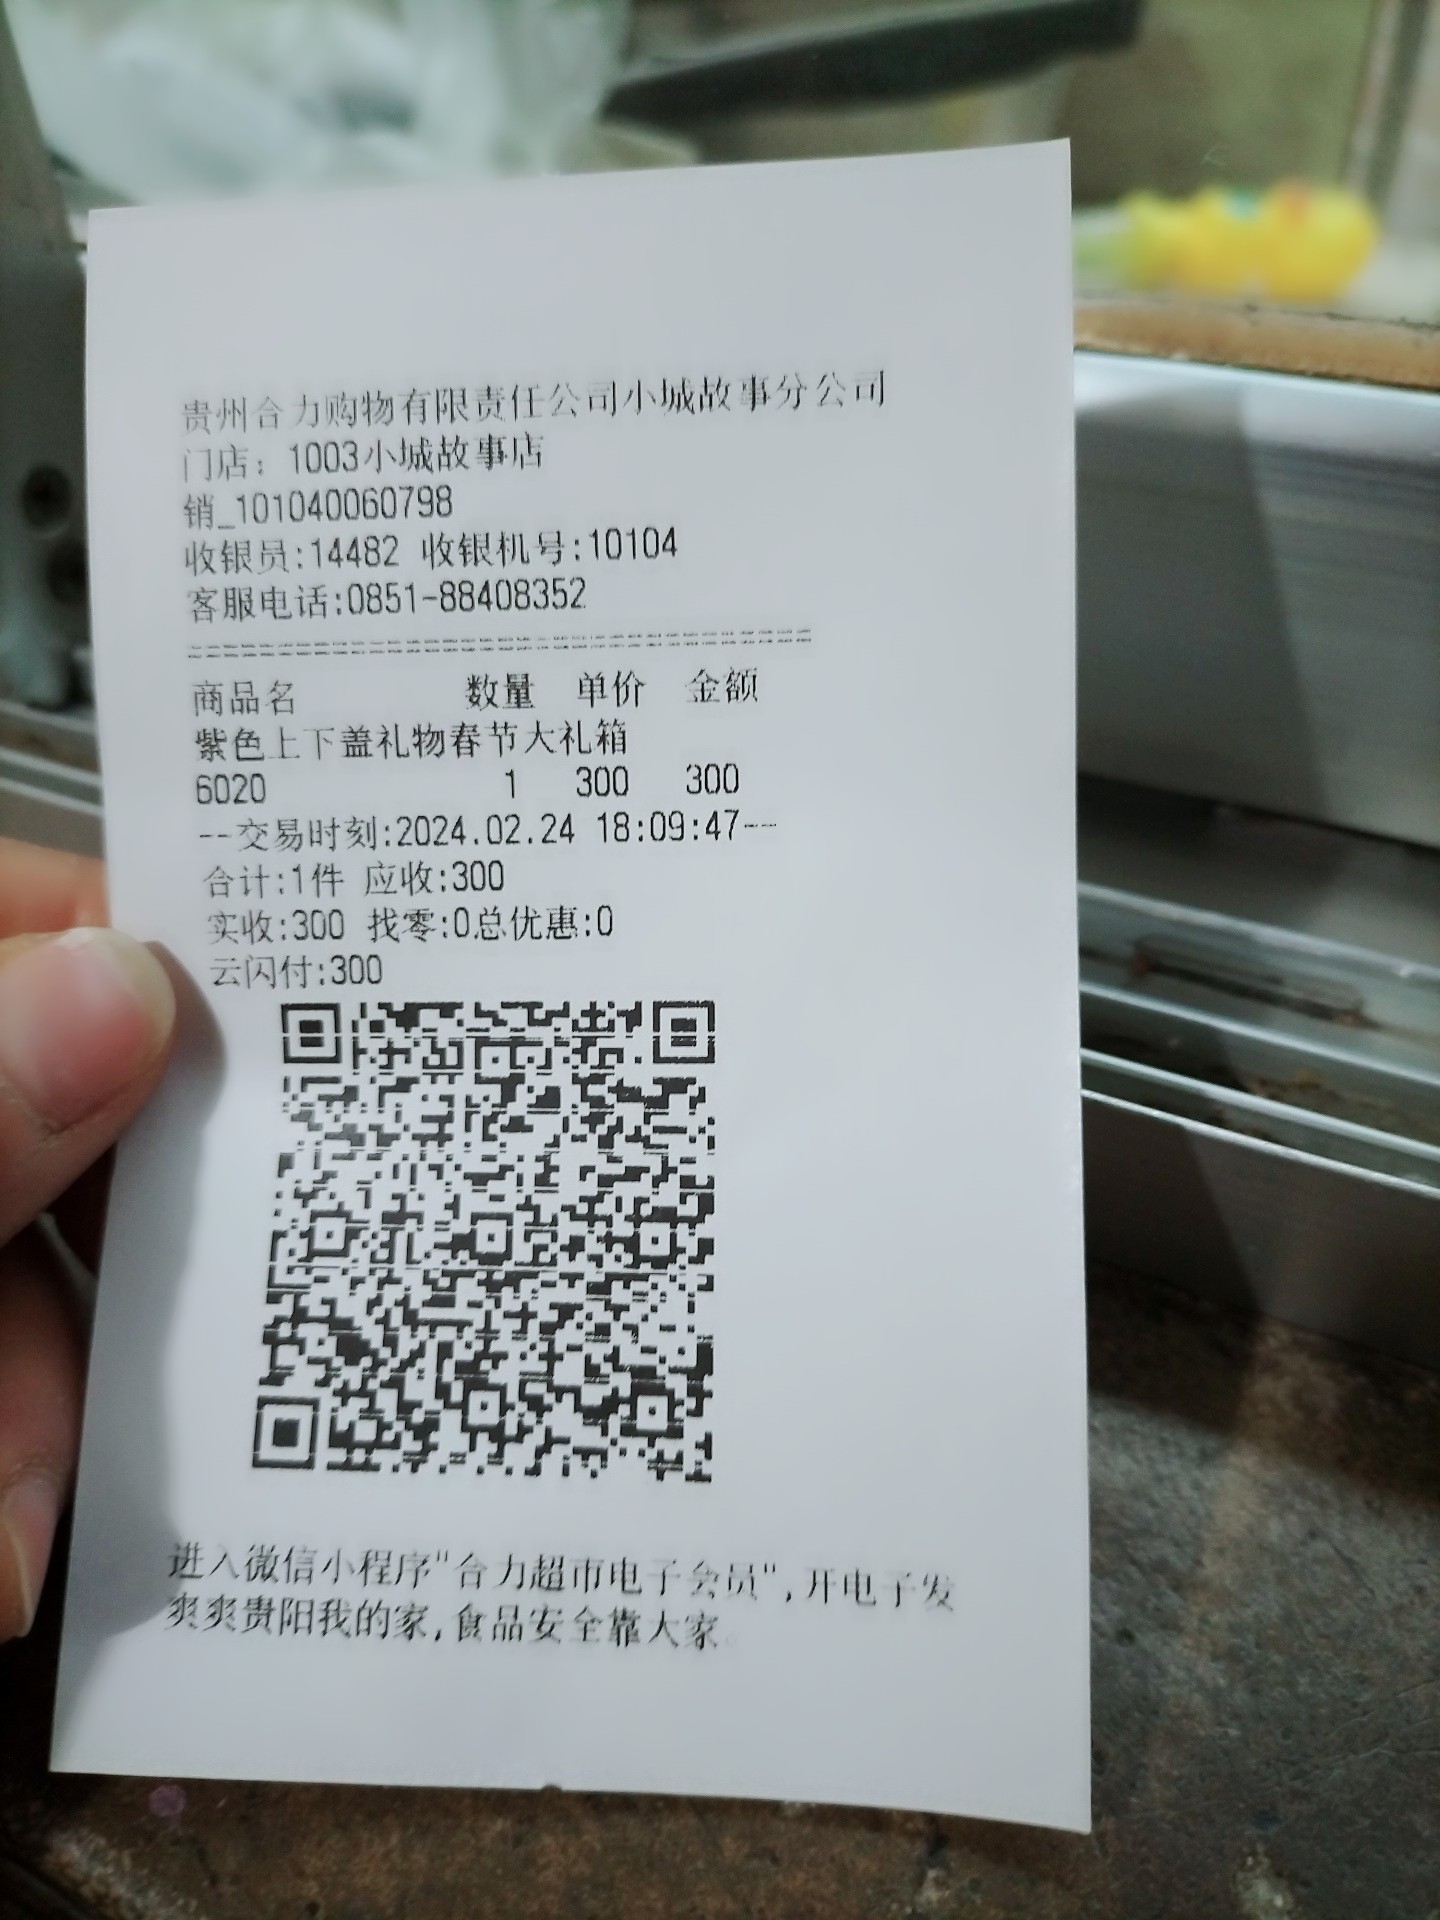 贵州合力购物有限责任公司小城故事分公司
门店：1003小城故事店
销_101040060798
收银员:14482 收银机号:10104
客服电话:0851-88408352
商品名 数量 单价 金额
紫色上下盖礼物春节大礼箱
6020 1 300 300
--交易时刻:2024.02.24 18:09:47--
合计:1件 应收:300
实收:300 找零:0总优惠:0
云闪付:300
进入微信小程序"合力超市电子会员",开电子发
爽爽贵阳我的家,食品安全靠大家。